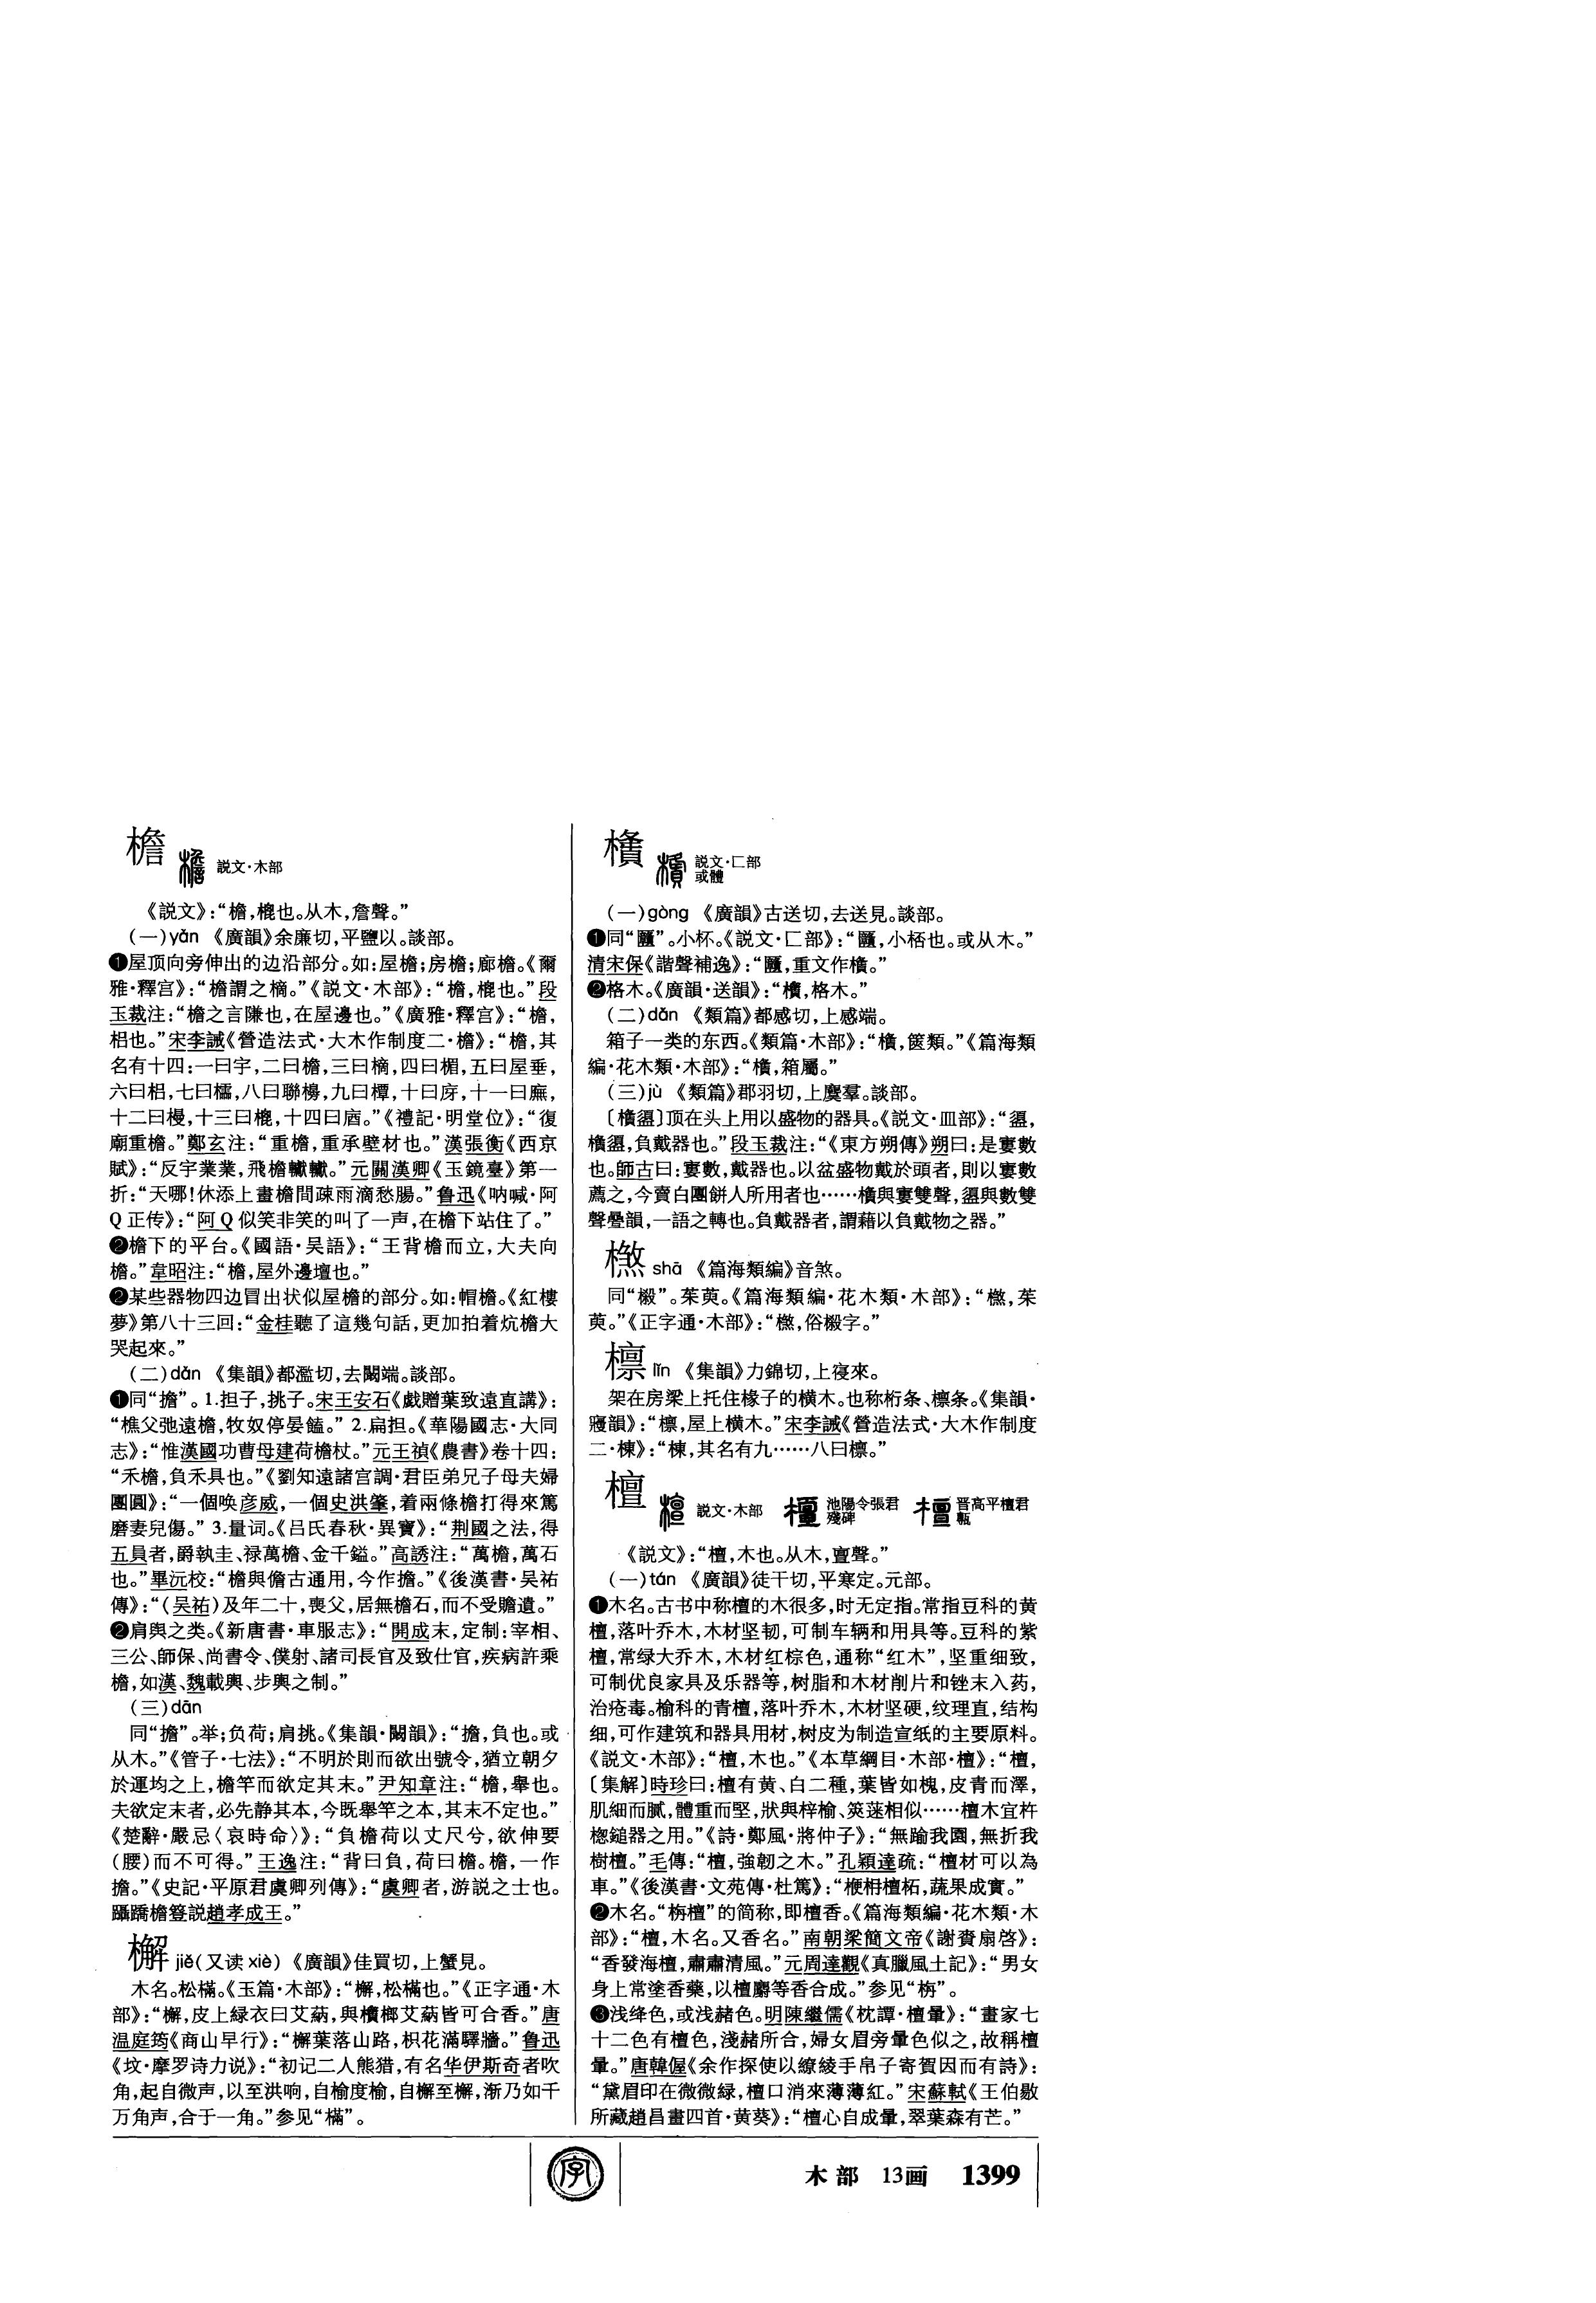 檐 説文·木部
《説文》：“檐，梍也。从木，詹聲。”
（一）yán 《廣韻》余廉切，平鹽以。談部。
❶屋顶向旁伸出的边沿部分。如：屋檐；房檐；廊檐。《爾
雅·釋宫》：“檐謂之樀。”《説文·木部》：“檐，梍也。”段
玉裁注：“檐之言隒也，在屋邊也。”《廣雅·釋宫》：“檐，
梠也。”宋李誡《營造法式·大木作制度二·檐》：“檐，其
名有十四：一曰宇，二曰檐，三曰樀，四曰楣，五曰屋垂，
六曰梠，七曰櫺，八曰聯櫋，九曰橝，十曰庌，十一曰廡，
十二曰槾，十三曰梍，十四曰庮。”《禮記·明堂位》：“復
廟重檐。”鄭玄注：“重檐，重承壁材也。”漢張衡《西京
賦》：“反宇業業，飛檐轍轍。”元關漢卿《玉鏡臺》第一
折：“天哪！休添上畫檐間疎雨滴愁腸。”鲁迅《呐喊·阿
Q正传》：“阿Q似笑非笑的叫了一声，在檐下站住了。”
❷檐下的平台。《國語·吴語》：“王背檐而立，大夫向
檐。”韋昭注：“檐，屋外邊壇也。”
❷某些器物四边冒出状似屋檐的部分。如：帽檐。《紅樓
夢》第八十三回：“金桂聽了這幾句話，更加拍着炕檐大
哭起來。”
（二）dàn 《集韻》都濫切，去闞端。談部。
❶同“擔”。1.担子，挑子。宋王安石《戲贈葉致遠直講》：
“樵父弛遠檐，牧奴停晏饁。”2.扁担。《華陽國志·大同
志》：“惟漢國功曹母建荷檐杖。”元王禎《農書》卷十四：
“禾檐，負禾具也。”《劉知遠諸宫調·君臣弟兄子母夫婦
團圓》：“一個唤彦威，一個史洪肇，着兩條檐打得來篤
磨妻兒傷。”3.量词。《吕氏春秋·異寶》：“荆國之法，得
五員者，爵執圭、禄萬檐、金千鎰。”高誘注：“萬檐，萬石
也。”畢沅校：“檐與儋古通用，今作擔。”《後漢書·吴祐
傳》：“（吴祐）及年二十，喪父，居無檐石，而不受贍遺。”
❷肩舆之类。《新唐書·車服志》：“開成末，定制：宰相、
三公、師保、尚書令、僕射、諸司長官及致仕官，疾病許乘
檐，如漢、魏載輿、步輿之制。”
（三）dān
同“擔”。举；负荷；肩挑。《集韻·闞韻》：“擔，負也。或
从木。”《管子·七法》：“不明於則而欲出號令，猶立朝夕
於運均之上，檐竿而欲定其末。”尹知章注：“檐，舉也。
夫欲定末者，必先静其本，今既舉竿之本，其末不定也。”
《楚辭·嚴忌〈哀時命〉》：“負檐荷以丈尺兮，欲伸要
（腰）而不可得。”王逸注：“背曰負，荷曰檐。檐，一作
擔。”《史記·平原君虞卿列傳》：“虞卿者，游説之士也。
躡蹻檐簦説趙孝成王。”
檞 jiě（又读xiè）《廣韻》佳買切，上蟹見。
木名。松樠。《玉篇·木部》：“檞，松樠也。”《正字通·木
部》：“檞，皮上緑衣曰艾蒳，與檳榔艾蒳皆可合香。”唐
温庭筠《商山早行》：“檞葉落山路，枳花滿驛牆。”鲁迅
《坟·摩罗诗力说》：“初记二人熊猎，有名华伊斯奇者吹
角，起自微声，以至洪响，自榆度榆，自檞至檞，渐乃如千
万角声，合于一角。”参见“樠”。
㯯 説文·匚部
或體
（一）gòng 《廣韻》古送切，去送見。談部。
❶同“匵”。小杯。《説文·匚部》：“匵，小桮也。或从木。”
清宋保《諧聲補逸》：“匵，重文作㯯。”
❷格木。《廣韻·送韻》：“㯯，格木。”
（二）dǎn 《類篇》都感切，上感端。
箱子一类的东西。《類篇·木部》：“㯯，篋類。”《篇海類
編·花木類·木部》：“㯯，箱屬。”
（三）jù 《類篇》郡羽切，上麌羣。談部。
〔㯯盨〕顶在头上用以盛物的器具。《説文·皿部》：“盨，
㯯盨，負戴器也。”段玉裁注：“《東方朔傳》朔曰：是寠數
也。師古曰：寠數，戴器也。以盆盛物戴於頭者，則以寠數
薦之，今賣白團餅人所用者也……㯯與寠雙聲，盨與數雙
聲疊韻，一語之轉也。負戴器者，謂藉以負戴物之器。”
shā 《篇海類編》音煞。
同“樧”。茱萸。《篇海類編·花木類·木部》：“，茱
萸。”《正字通·木部》：“，俗樧字。”
檩 lǐn 《集韻》力錦切，上寑來。
架在房梁上托住椽子的横木。也称桁条、檩条。《集韻·
寑韻》：“檩，屋上横木。”宋李誡《營造法式·大木作制度
二·棟》：“棟，其名有九……八曰檩。”
檀 説文·木部 池陽令張君
殘碑 晋高平檀君
甎
《説文》：“檀，木也。从木，亶聲。”
（一）tán 《廣韻》徒干切，平寒定。元部。
❶木名。古书中称檀的木很多，时无定指。常指豆科的黄
檀，落叶乔木，木材坚韧，可制车辆和用具等。豆科的紫
檀，常绿大乔木，木材红棕色，通称“红木”，坚重细致，
可制优良家具及乐器等，树脂和木材削片和锉末入药，
治疮毒。榆科的青檀，落叶乔木，木材坚硬，纹理直，结构
细，可作建筑和器具用材，树皮为制造宣纸的主要原料。
《説文·木部》：“檀，木也。”《本草綱目·木部·檀》：“檀，
〔集解〕時珍曰：檀有黄、白二種，葉皆如槐，皮青而澤，
肌細而膩，體重而堅，狀與梓榆、莢蒾相似……檀木宜杵
楤鎚器之用。”《詩·鄭風·將仲子》：“無踰我園，無折我
樹檀。”毛傳：“檀，強韌之木。”孔穎達疏：“檀材可以為
車。”《後漢書·文苑傳·杜篤》：“楩枏檀柘，蔬果成實。”
❷木名。“栴檀”的简称，即檀香。《篇海類編·花木類·木
部》：“檀，木名。又香名。”南朝梁簡文帝《謝賚扇啓》：
“香發海檀，肅肅清風。”元周達觀《真臘風土記》：“男女
身上常塗香藥，以檀麝等香合成。”参见“栴”。
❸浅绛色，或浅赭色。明陳繼儒《枕譚·檀暈》：“畫家七
十二色有檀色，淺赭所合，婦女眉旁暈色似之，故稱檀
暈。”唐韓偓《余作探使以繚綾手帛子寄賀因而有詩》：
“黛眉印在微微緑，檀口消來薄薄紅。”宋蘇軾《王伯敭
所藏趙昌畫四首·黄葵》：“檀心自成暈，翠葉森有芒。”
字
木部 13画 1399